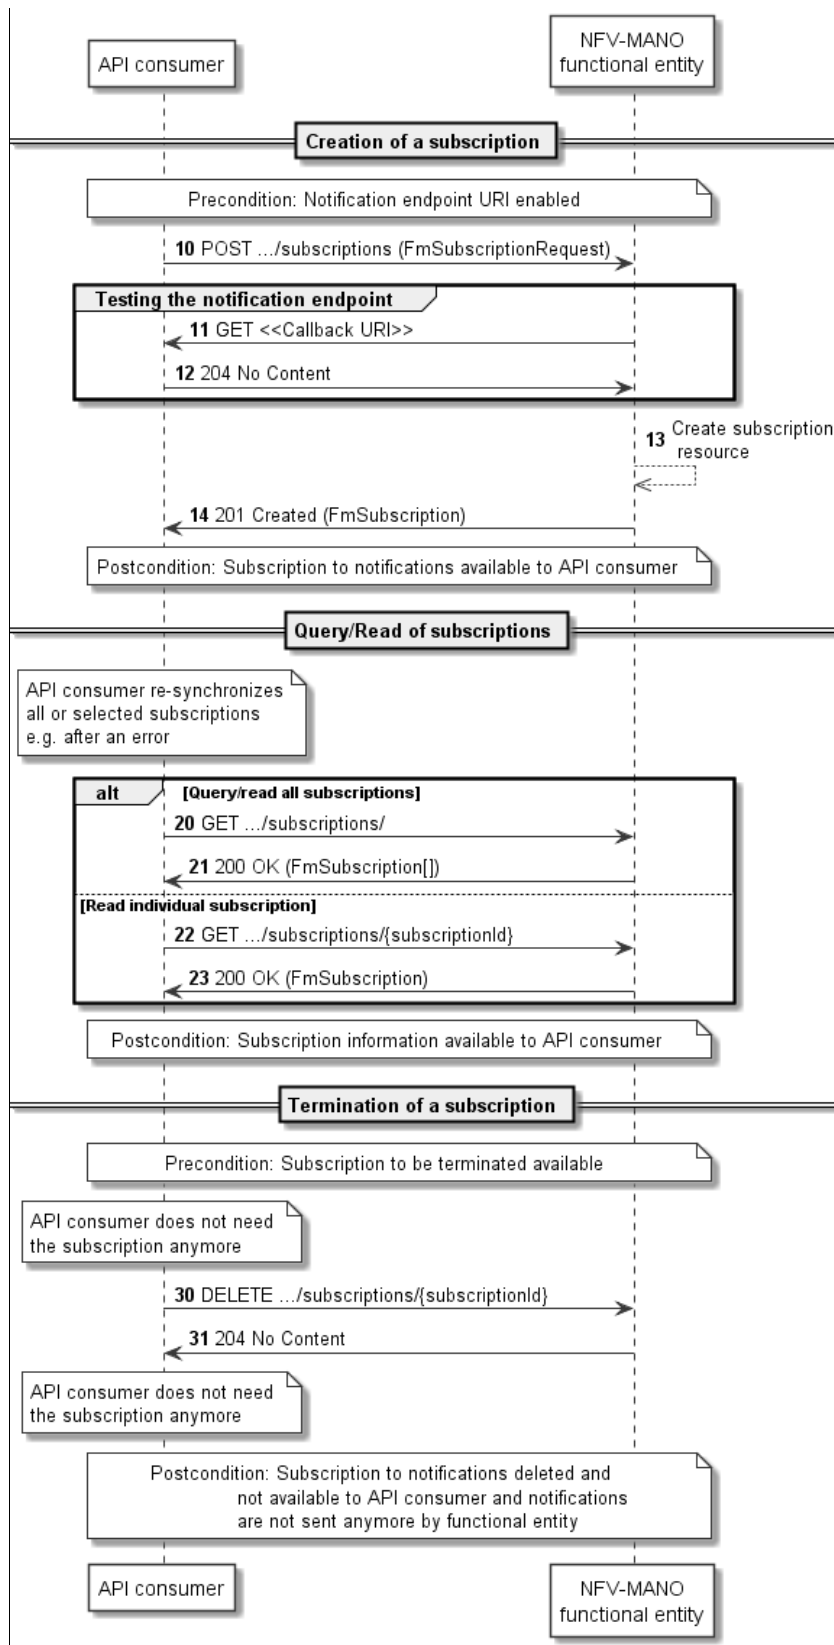 API consumer
NFV-MANO
functional entity
Creation of a subscription
Precondition: Notification endpoint URI enabled
10 POST .../subscriptions (FmSubscriptionRequest)
Testing the notification endpoint
11 GET <<Callback URI>>
12 204 No Content
13 Create subscription
resource
14 201 Created (FmSubscription)
Postcondition: Subscription to notifications available to API consumer
Query/Read of subscriptions
API consumer re-synchronizes
all or selected subscriptions
e.g. after an error
alt [Query/read all subscriptions]
20 GET .../subscriptions/
21 200 OK (FmSubscription[])
[Read individual subscription]
22 GET .../subscriptions/{subscriptionId}
23 200 OK (FmSubscription)
Postcondition: Subscription information available to API consumer
Termination of a subscription
Precondition: Subscription to be terminated available
API consumer does not need
the subscription anymore
30 DELETE .../subscriptions/{subscriptionId}
31 204 No Content
API consumer does not need
the subscription anymore
Postcondition: Subscription to notifications deleted and
not available to API consumer and notifications
are not sent anymore by functional entity
API consumer
NFV-MANO
functional entity